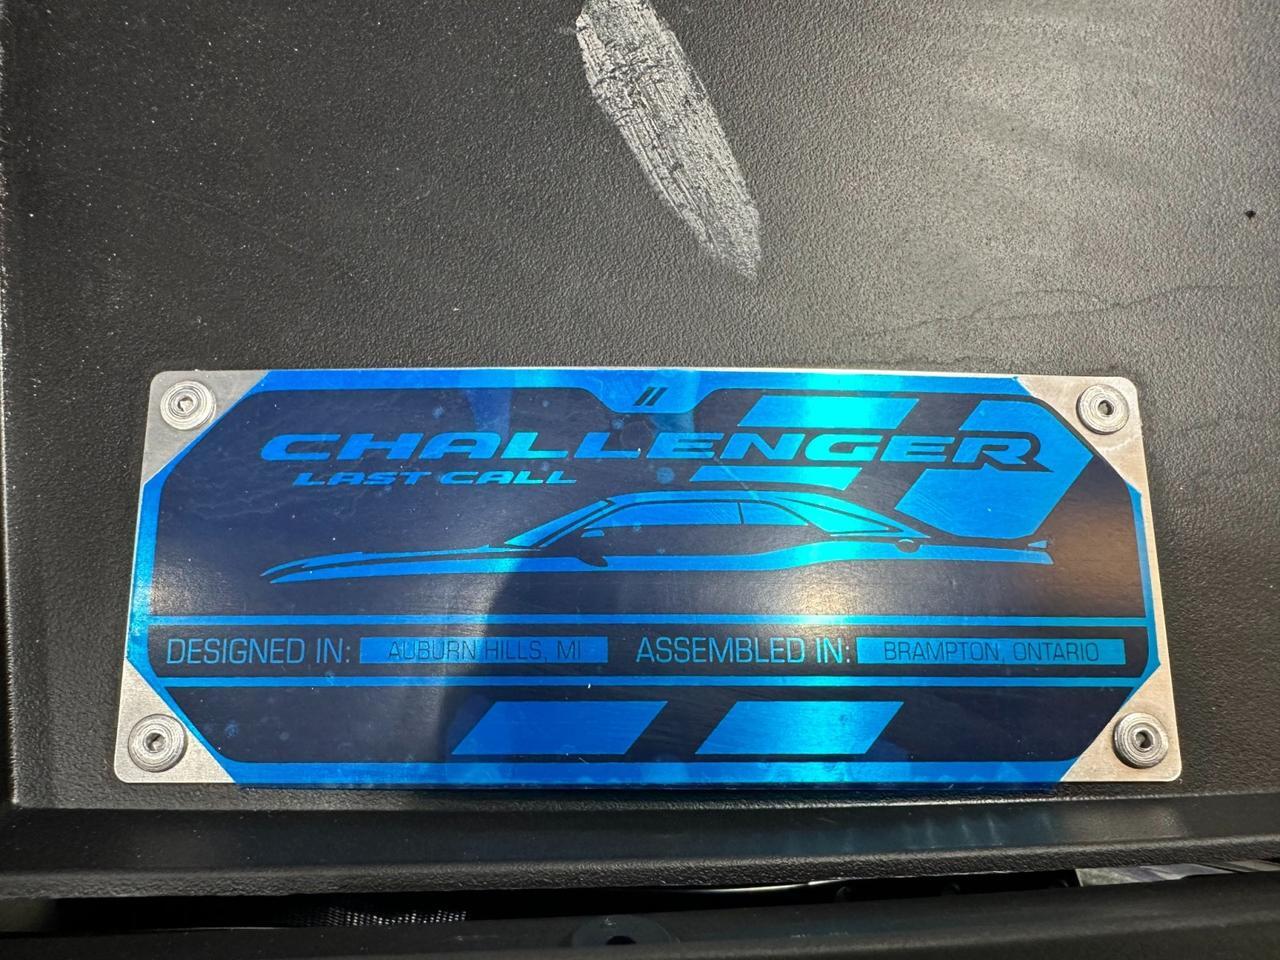 CHALLENGER
LAST CALL
DESIGNED IN: AUBURN HILLS, MI ASSEMBLED IN: BRAMPTON, ONTARIO